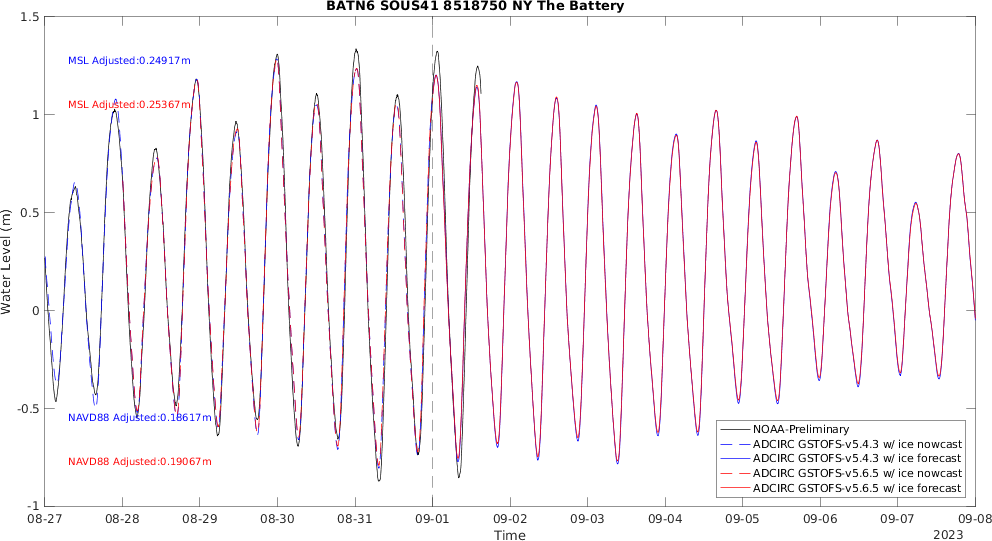 BATN6 SOUS41 8518750 NY The Battery
1.5
1
0.5
0
-0.5
-1
Water Level (m)
MSL Adjusted:0.24917m
MSL Adjusted:0.25367m
NAVD88 Adjusted:0.18617m
NAVD88 Adjusted:0.19067m
NOAA-Preliminary
ADCIRC GSTOFS-v5.4.3 w/ ice nowcast
ADCIRC GSTOFS-v5.4.3 w/ ice forecast
ADCIRC GSTOFS-v5.6.5 w/ ice nowcast
ADCIRC GSTOFS-v5.6.5 w/ ice forecast
08-27 08-28 08-29 08-30 08-31 09-01 09-02 09-03 09-04 09-05 09-06 09-07 09-08
Time
2023